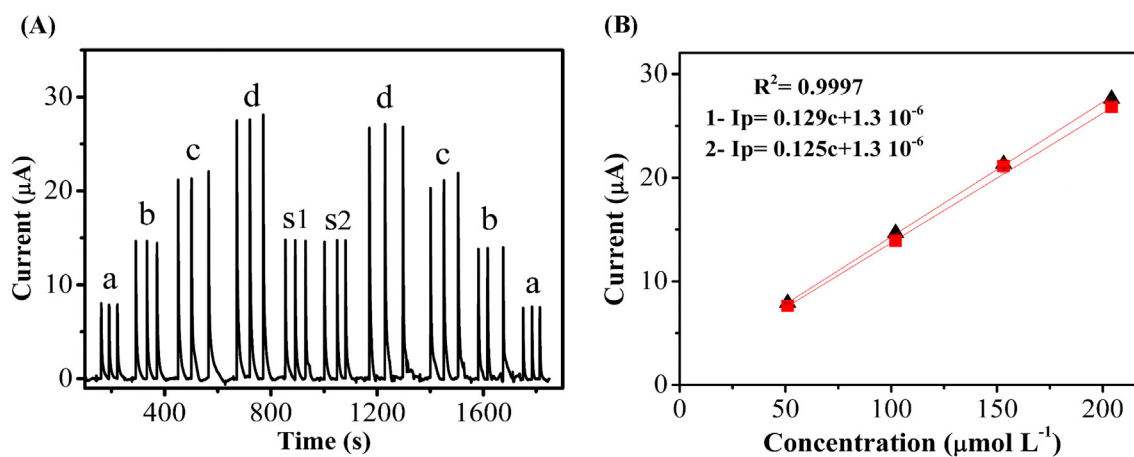 (A)
Current (μA)
30
20
10
0
a
b
c
d
s1
s2
d
c
b
a
400
800
1200
1600
Time (s)
(B)
Current (μA)
30
20
10
0
R²= 0.9997
1- Ip= 0.129c+1.3 10⁻⁶
2- Ip= 0.125c+1.3 10⁻⁶
0
50
100
150
200
Concentration (μmol L⁻¹)